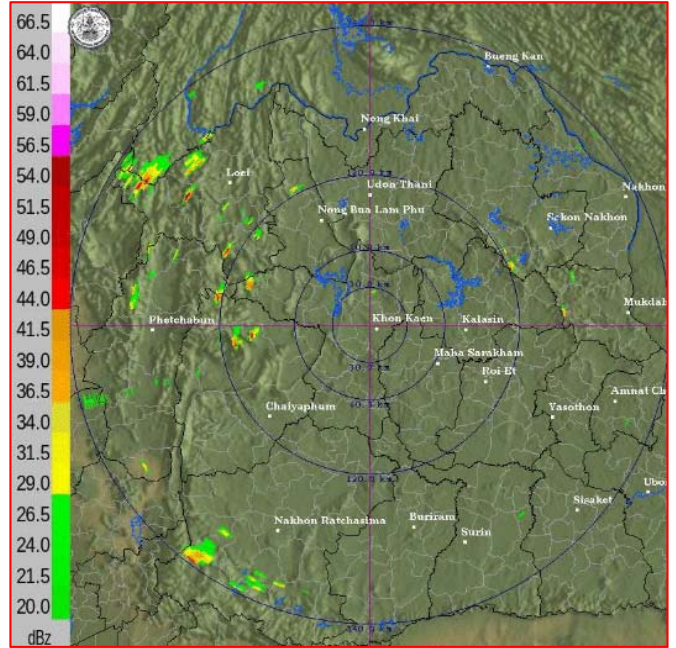 66.5
64.0
61.5
59.0
56.5
54.0
51.5
49.0
46.5
44.0
41.5
39.0
36.5
34.0
31.5
29.0
26.5
24.0
21.5
20.0
dBz
Bueng Kan
Nong Khai
Loei
Udon Thani
Nakhon
Nong Bua Lam Phu
Sakon Nakhon
Mukdah
Phetchabun
Khon Kaen
Kalasin
Maha Sarakham
Roi-Et
Amnat Ch
Chaiyaphum
Yasothon
120.0 km
Sisaket
Ubo
Nakhon Ratchasima
Buriram
Surin